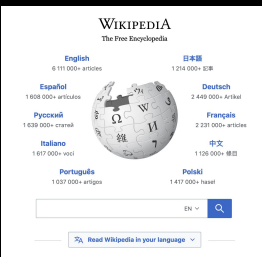 WIKIPEDIA
The Free Encyclopedia
English
6 111 000+ articles
日本語
1 214 000+ 記事
Español
1 608 000+ artículos
Deutsch
2 449 000+ Artikel
Русский
1 639 000+ статей
Français
2 231 000+ articles
Italiano
1 617 000+ voci
中文
1 126 000+ 條目
Português
1 037 000+ artigos
Polski
1 417 000+ haseł
Ω
W
И
維
EN
Read Wikipedia in your language